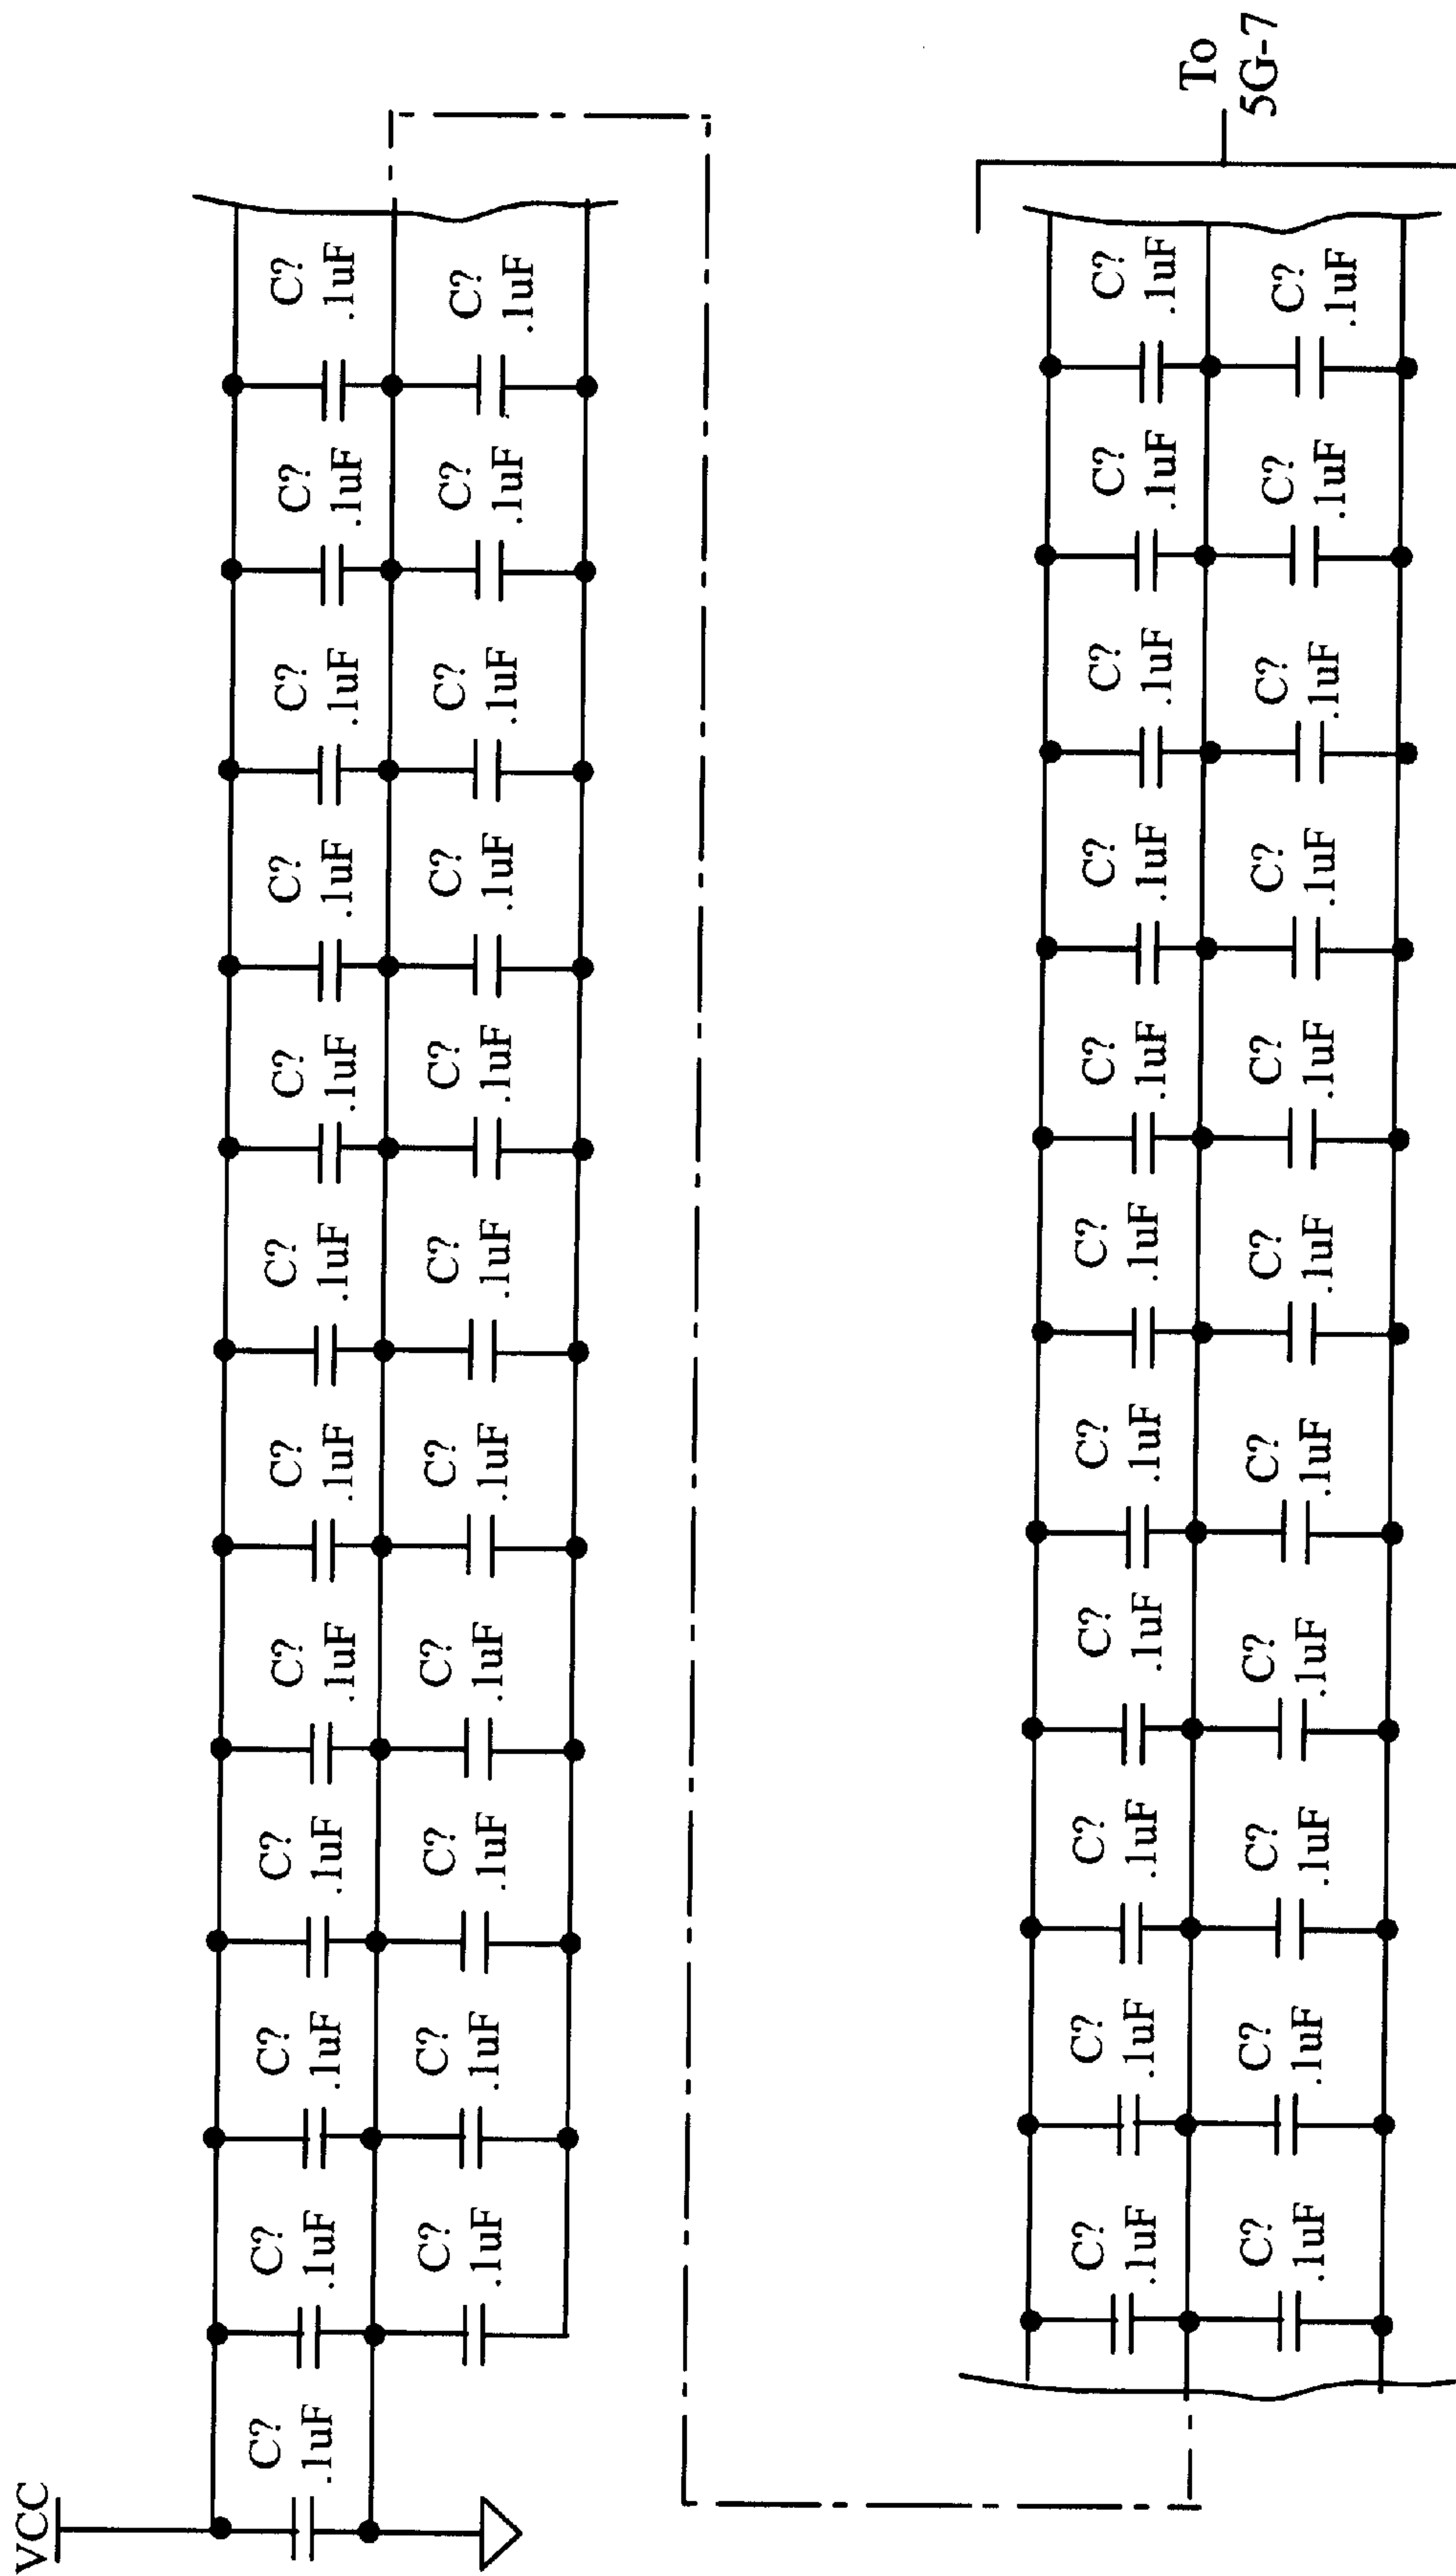 VCC
C? C? C? C? C? C? C? C? C? C? C? C?
.1uF .1uF .1uF .1uF .1uF .1uF .1uF .1uF .1uF .1uF .1uF .1uF
C? C? C? C? C? C? C? C? C? C? C?
.1uF .1uF .1uF .1uF .1uF .1uF .1uF .1uF .1uF .1uF .1uF
C? C? C? C? C? C? C? C? C? C? C?
.1uF .1uF .1uF .1uF .1uF .1uF .1uF .1uF .1uF .1uF .1uF
C? C? C? C? C? C? C? C? C? C? C?
.1uF .1uF .1uF .1uF .1uF .1uF .1uF .1uF .1uF .1uF .1uF
To
5G-7